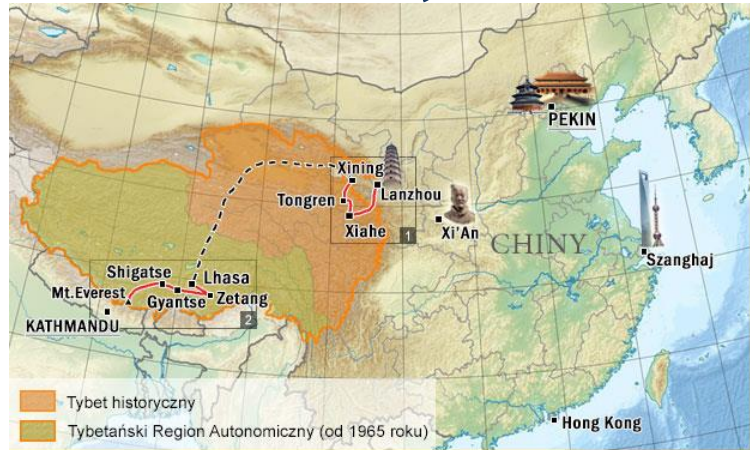 PEKIN
Xining
Lanzhou
Tongren
Xiahe
1
Xi'An
CHINY
Szanghaj
Shigatse
Lhasa
Mt.Everest
Gyantse
Zetang
KATHMANDU
2
Tybet historyczny
Tybetański Region Autonomiczny (od 1965 roku)
Hong Kong